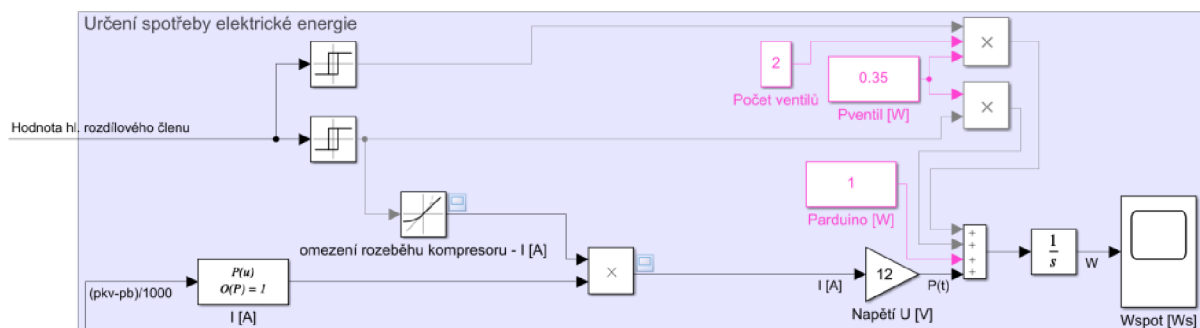 Určení spotřeby elektrické energie
×
2
0.35
Počet ventilů
Pventil [W]
×
Hodnota hl. rozdílového členu
1
Parduino [W]
omezení rozeběhu kompresoru - I [A]
+
+
+
+
1
s
W
P(u)
O(P) = 1
×
(pkv-pb)/1000
I [A]
I [A]
12
P(t)
Napětí U [V]
Wspot [Ws]